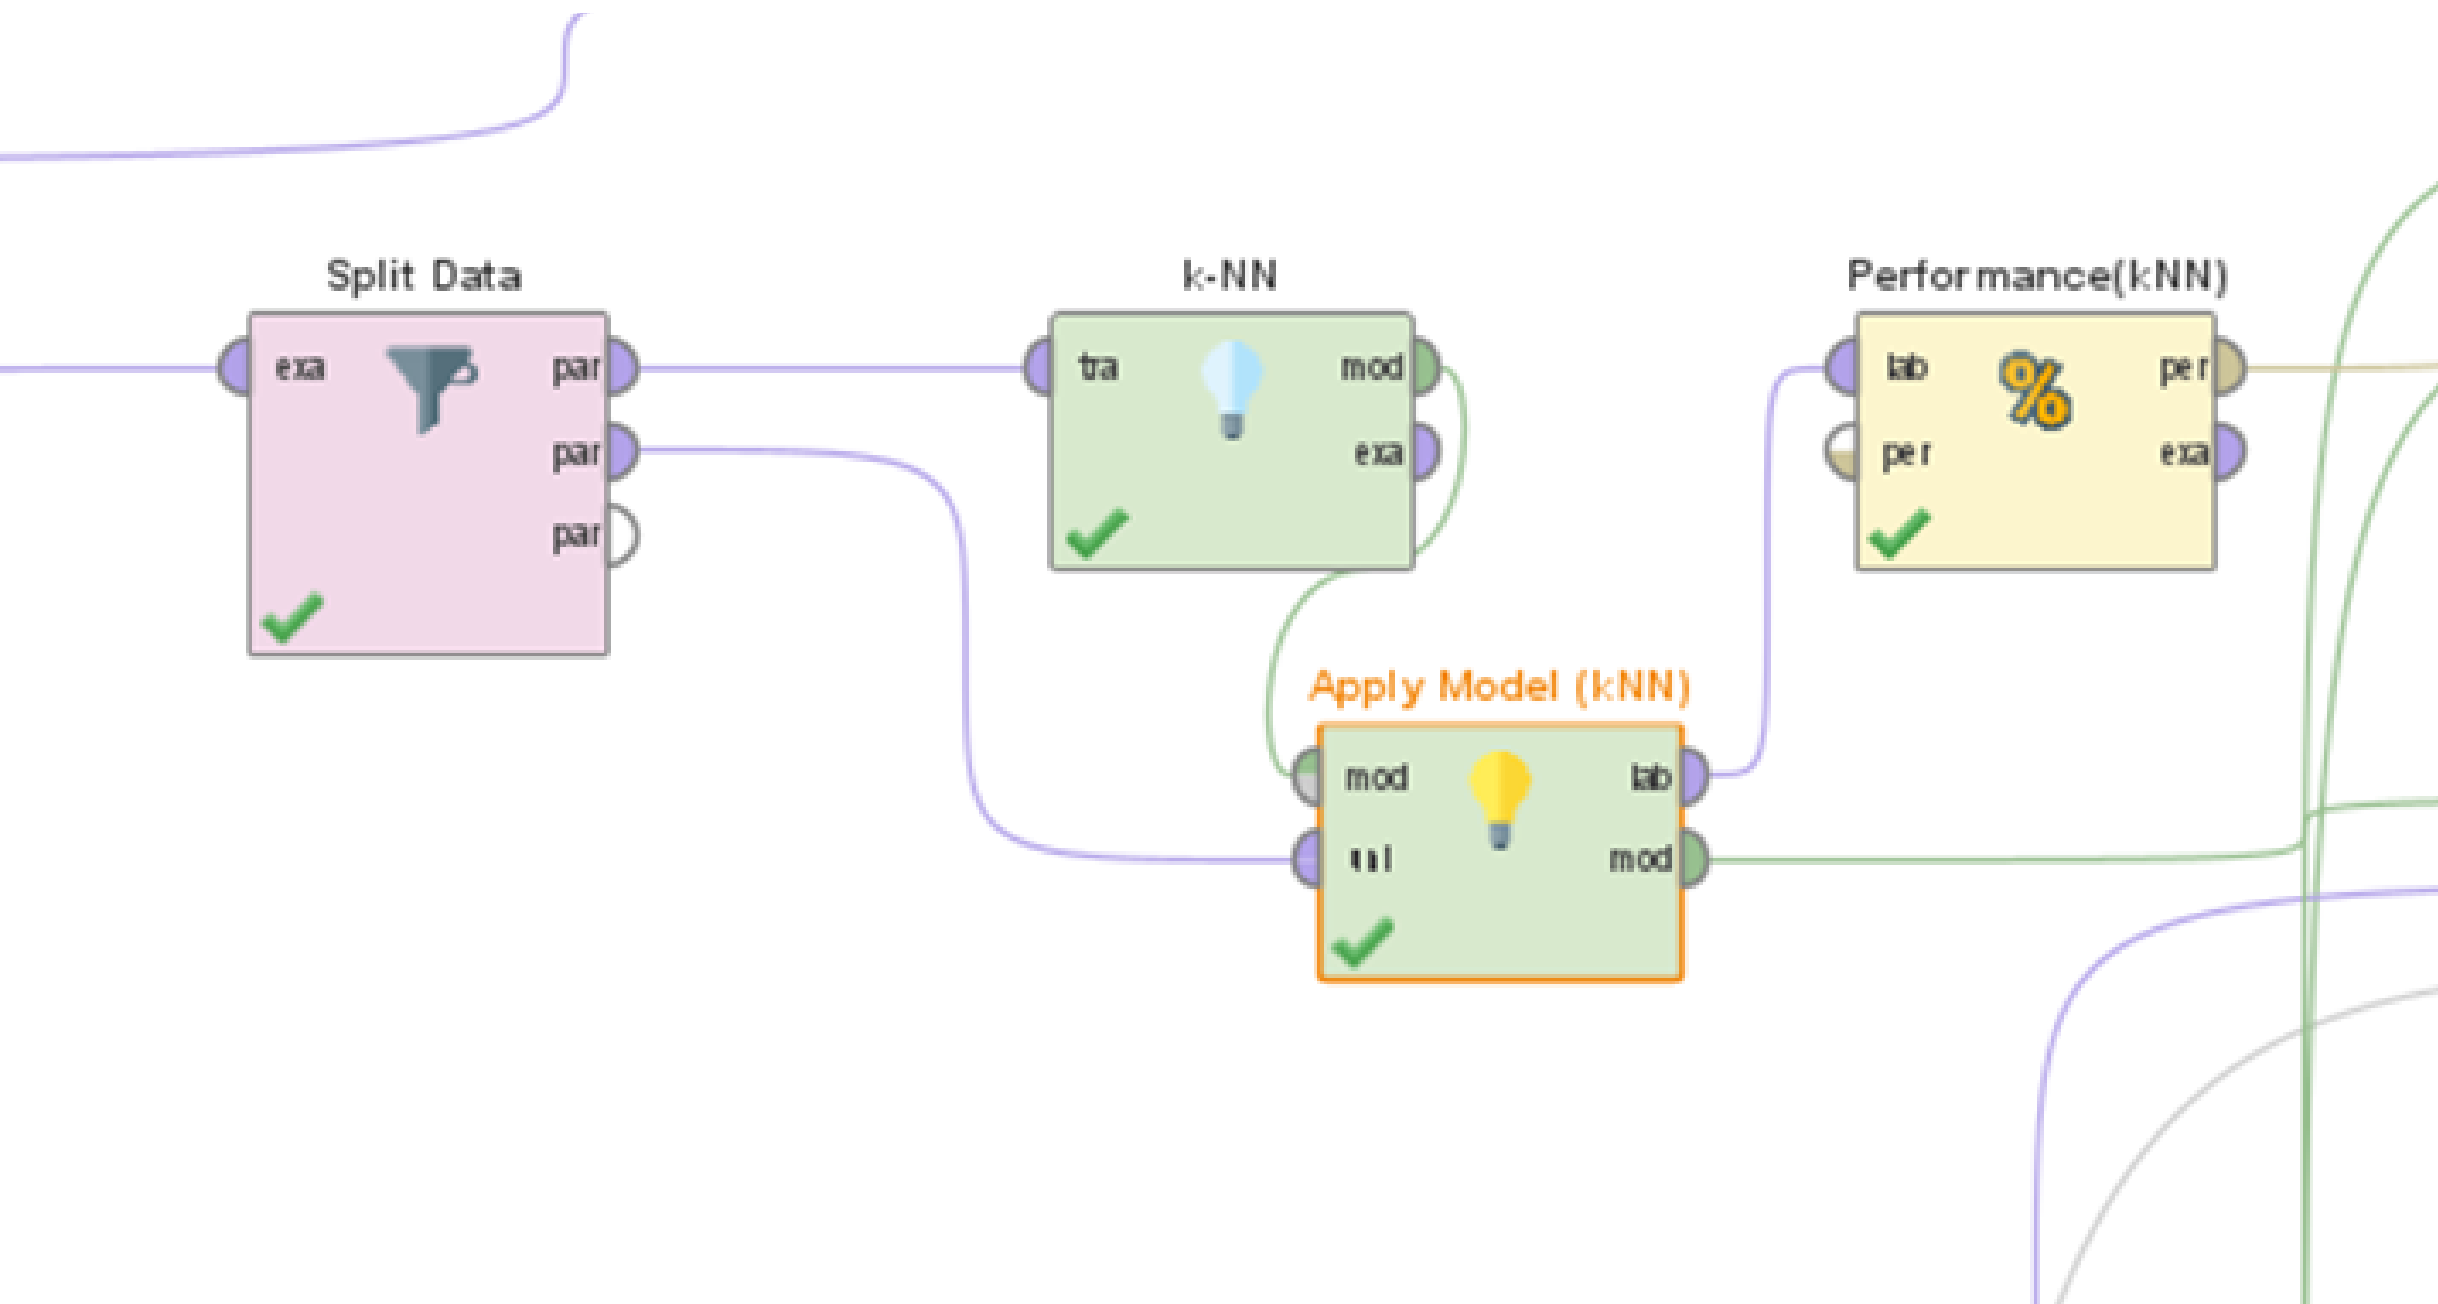 Split Data
exa
par
par
par
k-NN
tra
mod
exa
Performance(kNN)
lab
per
per
exa
Apply Model (kNN)
mod
lab
mod